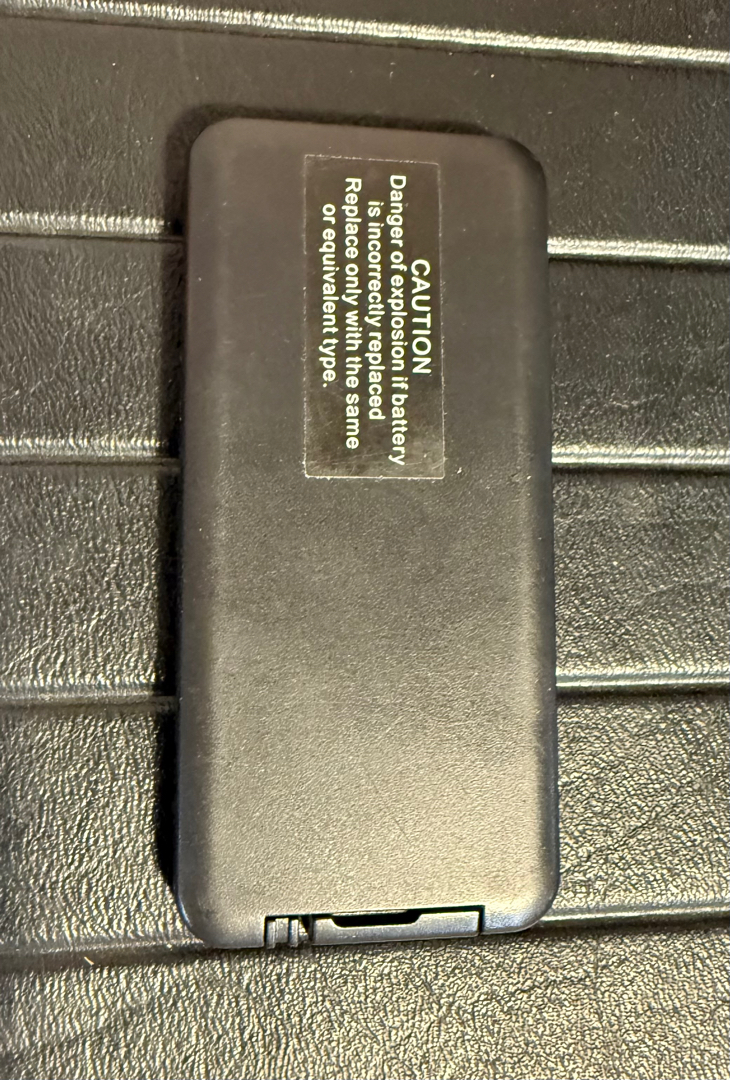 CAUTION
Danger of explosion if battery
is incorrectly replaced
Replace only with the same
or equivalent type.